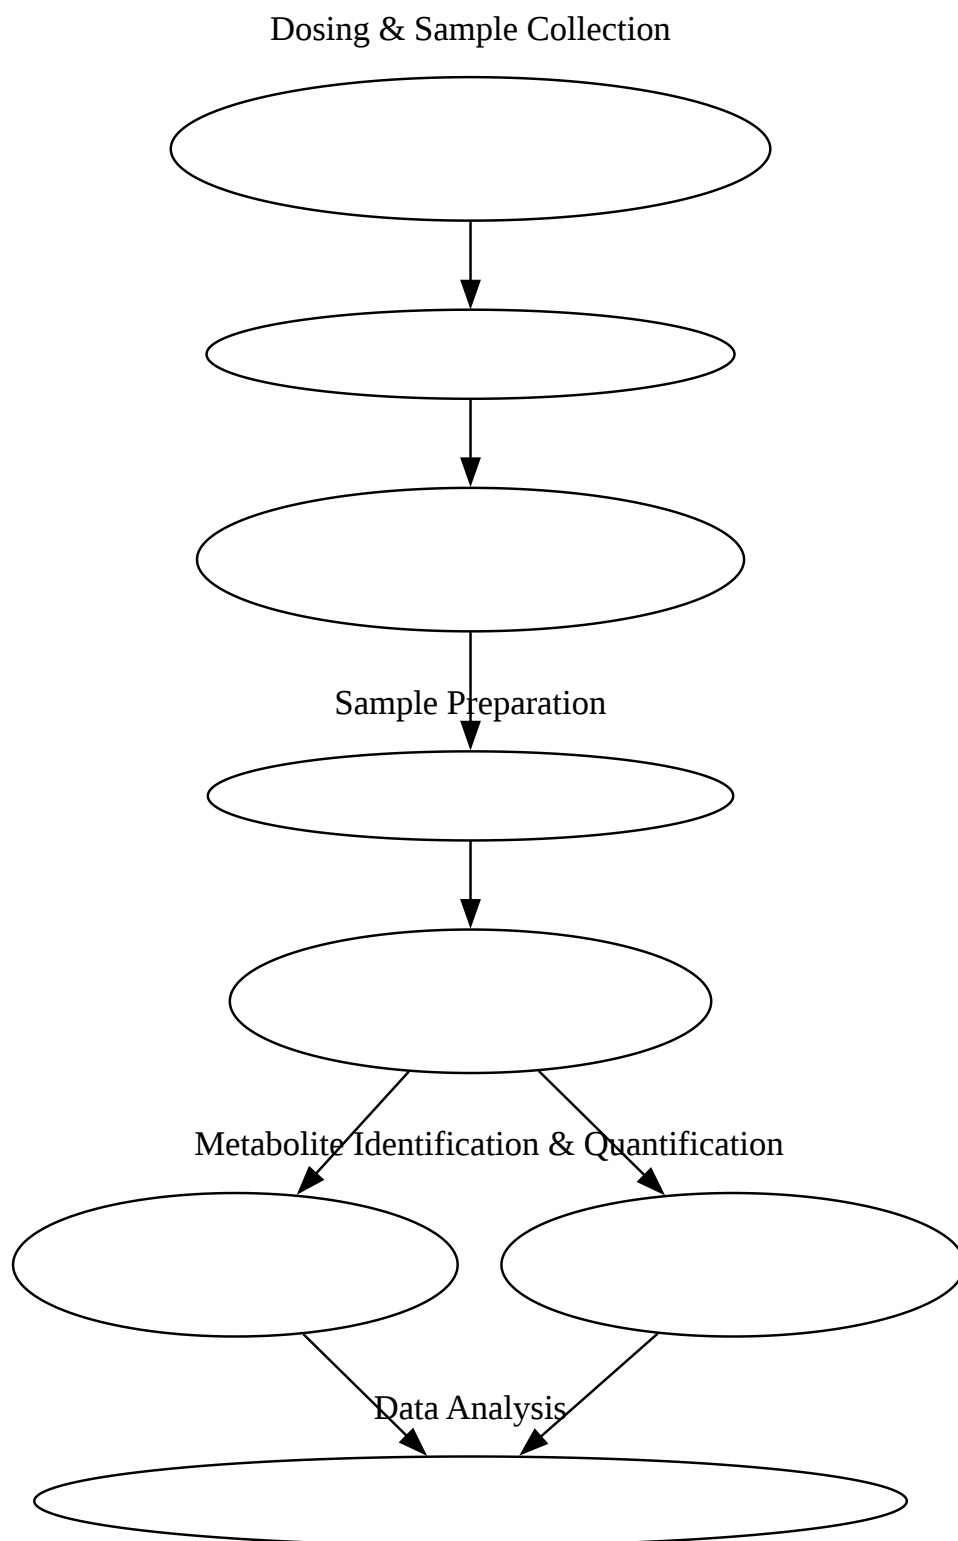 Dosing & Sample Collection
Sample Preparation
Metabolite Identification & Quantification
Data Analysis